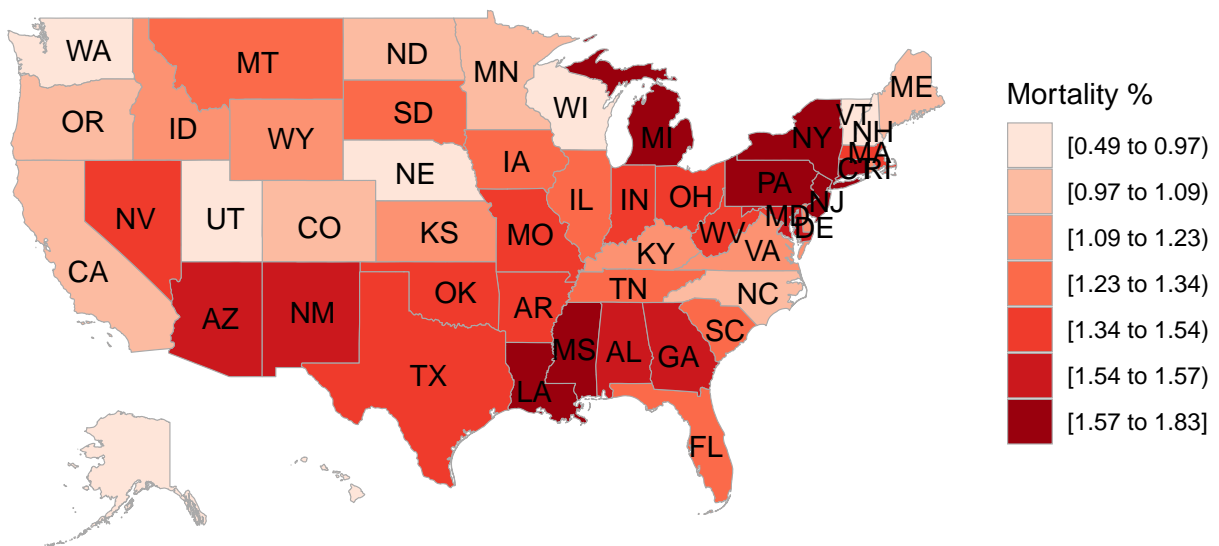 WA
MT
ND
MN
ME
OR
ID
WY
SD
WI
VT
NH
MI
NY
MA
CT
RI
IA
NE
PA
NV
UT
CO
IL
IN
OH
NJ
MD
DE
KS
MO
WV
KY
VA
CA
OK
AR
TN
NC
AZ
NM
SC
MS
AL
GA
TX
LA
FL
Mortality %
[0.49 to 0.97)
[0.97 to 1.09)
[1.09 to 1.23)
[1.23 to 1.34)
[1.34 to 1.54)
[1.54 to 1.57)
[1.57 to 1.83]